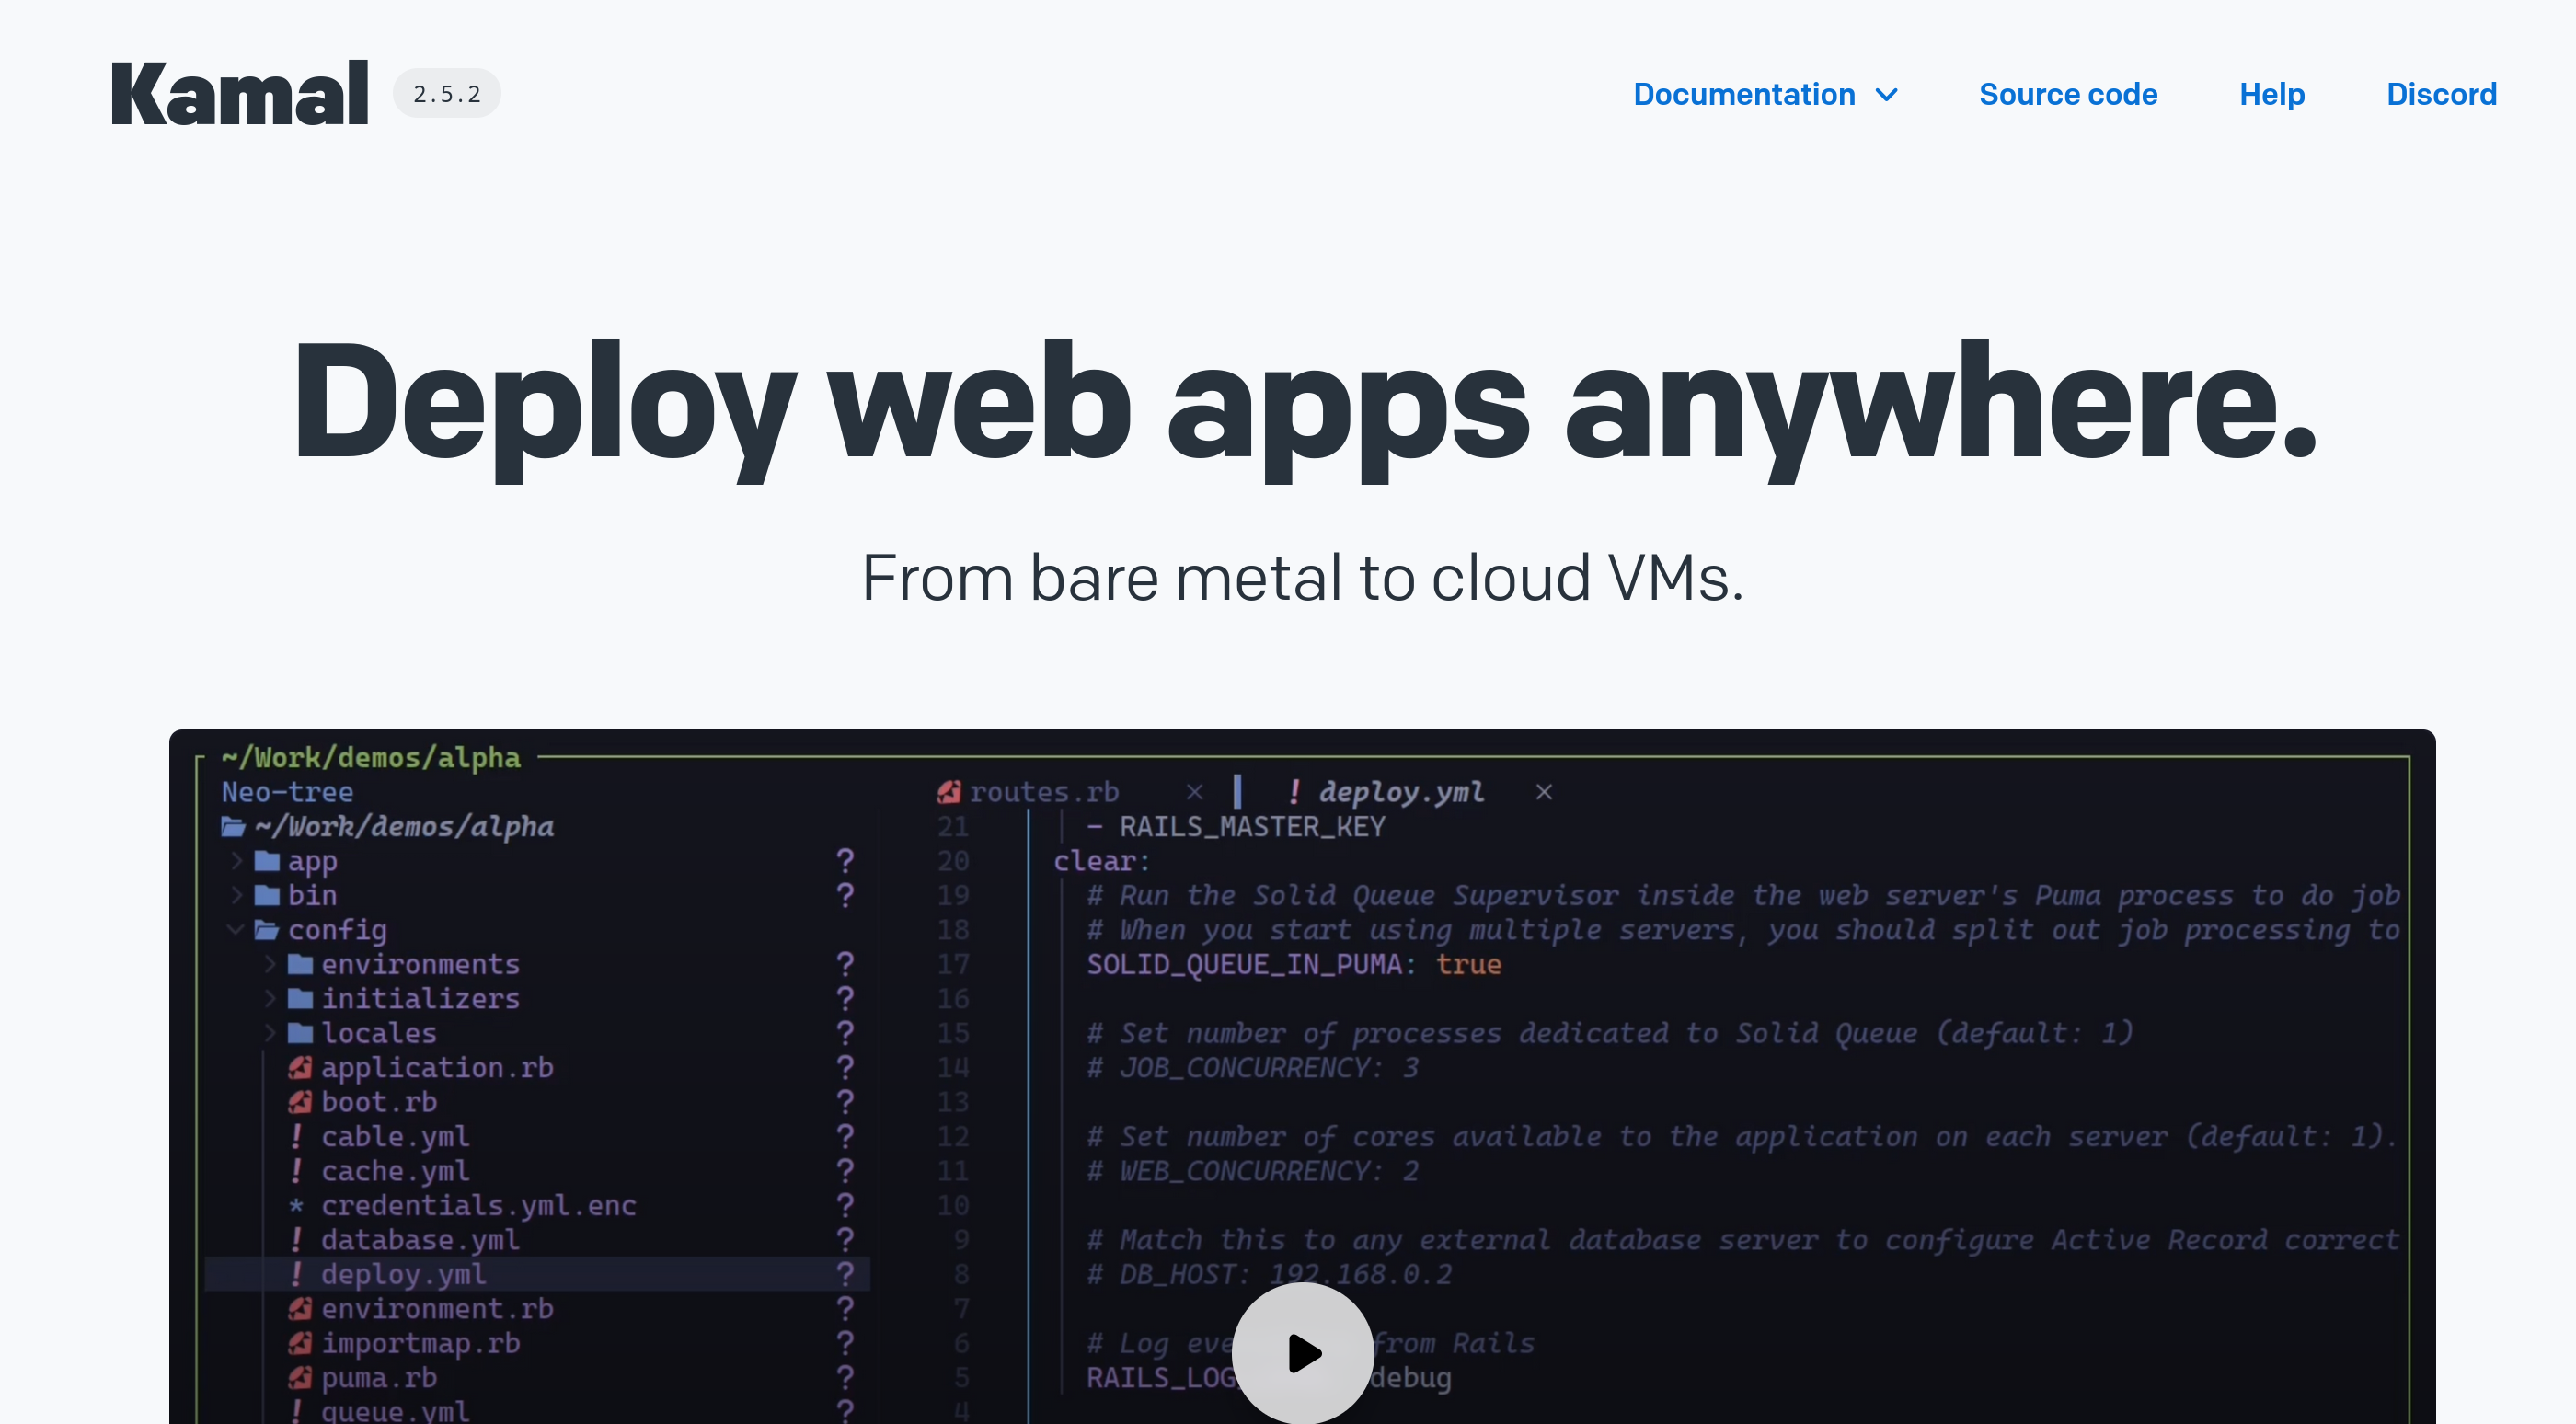 Kamal 2.5.2 Documentation Source code Help Discord
Deploy web apps anywhere.
From bare metal to cloud VMs.
~/Work/demos/alpha
Neo-tree routes.rb × ! deploy.yml ×
~/Work/demos/alpha 21 - RAILS_MASTER_KEY
> app ? 20 clear:
> bin ? 19 # Run the Solid Queue Supervisor inside the web server's Puma process to do job
config 18 # When you start using multiple servers, you should split out job processing to
> environments ? 17 SOLID_QUEUE_IN_PUMA: true
> initializers ? 16
> locales ? 15 # Set number of processes dedicated to Solid Queue (default: 1)
application.rb ? 14 # JOB_CONCURRENCY: 3
boot.rb ? 13
! cable.yml ? 12 # Set number of cores available to the application on each server (default: 1).
! cache.yml ? 11 # WEB_CONCURRENCY: 2
* credentials.yml.enc ? 10
! database.yml ? 9 # Match this to any external database server to configure Active Record correct
! deploy.yml ? 8 # DB_HOST: 192.168.0.2
environment.rb ? 7
importmap.rb ? 6 # Log from Rails
puma.rb ? 5 RAILS_LOG debug
! queue.yml ? 4